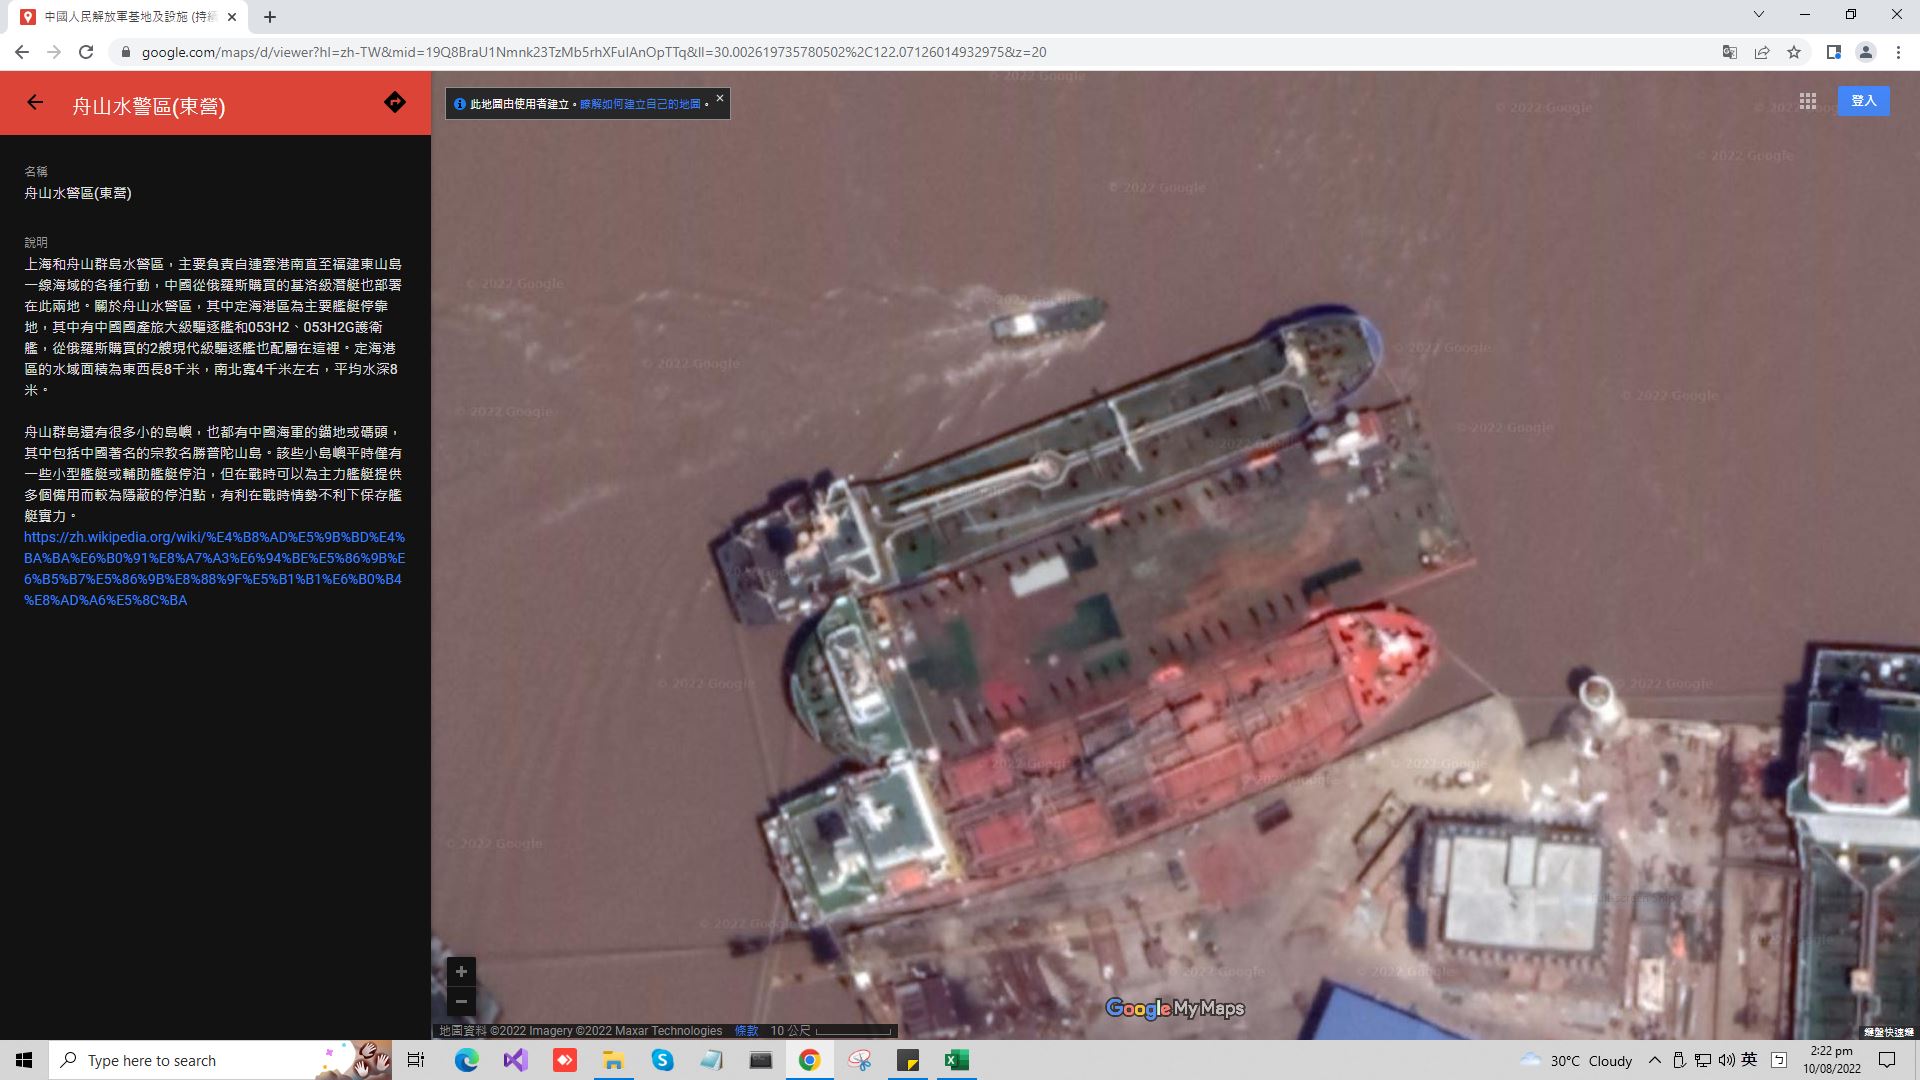 中國人民解放軍基地及設施 (持續
google.com/maps/d/viewer?hl=zh-TW&mid=19Q8BraU1Nmnk23TzMb5rhXFulAnOpTTq&ll=30.002619735780502%2C122.07126014932975&z=20
舟山水警區(東營)
此地圖由使用者建立。瞭解如何建立自己的地圖。
登入
名稱
舟山水警區(東營)
說明
上海和舟山群島水警區，主要負責自連雲港南直至福建東山島
一線海域的各種行動，中國從俄羅斯購買的基洛級潛艇也部署
在此兩地。關於舟山水警區，其中定海港區為主要艦艇停靠
地，其中有中國國產旅大級驅逐艦和053H2、053H2G護衛
艦，從俄羅斯購買的2艘現代級驅逐艦也配屬在這裡。定海港
區的水域面積為東西長8千米，南北寬4千米左右，平均水深8
米。
舟山群島還有很多小的島嶼，也都有中國海軍的錨地或碼頭，
其中包括中國著名的宗教名勝普陀山島。該些小島嶼平時僅有
一些小型艦艇或輔助艦艇停泊，但在戰時可以為主力艦艇提供
多個備用而較為隱蔽的停泊點，有利在戰時情勢不利下保存艦
艇實力。
https://zh.wikipedia.org/wiki/%E4%B8%AD%E5%9B%BD%E4%
BA%BA%E6%B0%91%E8%A7%A3%E6%94%BE%E5%86%9B%E
6%B5%B7%E5%86%9B%E8%88%9F%E5%B1%B1%E6%B0%B4
%E8%AD%A6%E5%8C%BA
© 2022 Google
Google My Maps
地圖資料 ©2022 Imagery ©2022 Maxar Technologies 條款 10 公尺
鍵盤快速鍵
Type here to search
30°C Cloudy
英
2:22 pm
10/08/2022